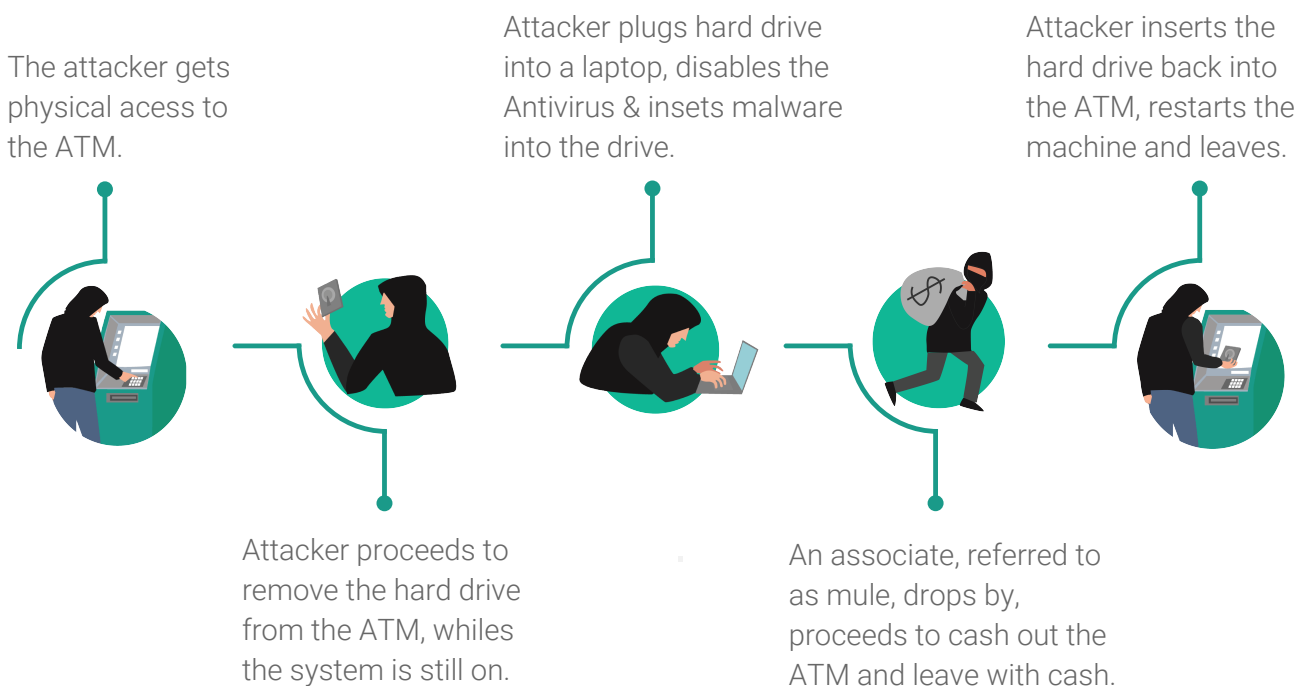 The attacker gets
physical acess to
the ATM.
Attacker proceeds to
remove the hard drive
from the ATM, whiles
the system is still on.
Attacker plugs hard drive
into a laptop, disables the
Antivirus & insets malware
into the drive.
An associate, referred to
as mule, drops by,
proceeds to cash out the
ATM and leave with cash.
Attacker inserts the
hard drive back into
the ATM, restarts the
machine and leaves.
$